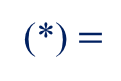 (*) =